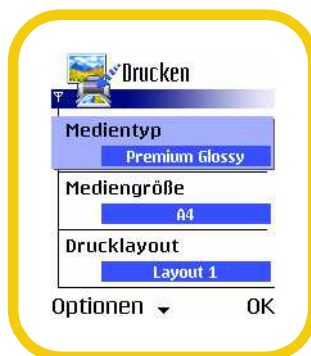 Drucken
Medientyp
Premium Glossy
Mediengröße
A4
Drucklayout
Layout 1
Optionen OK